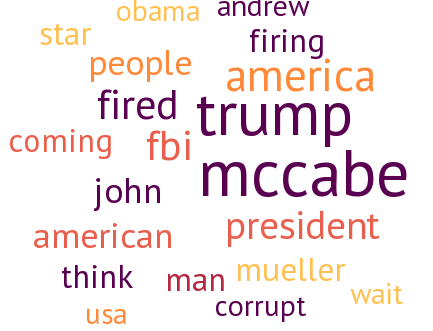 obama andrew
star firing
people america
fired trump
coming fbi
mccabe
john
president
american
think man mueller
wait
usa corrupt